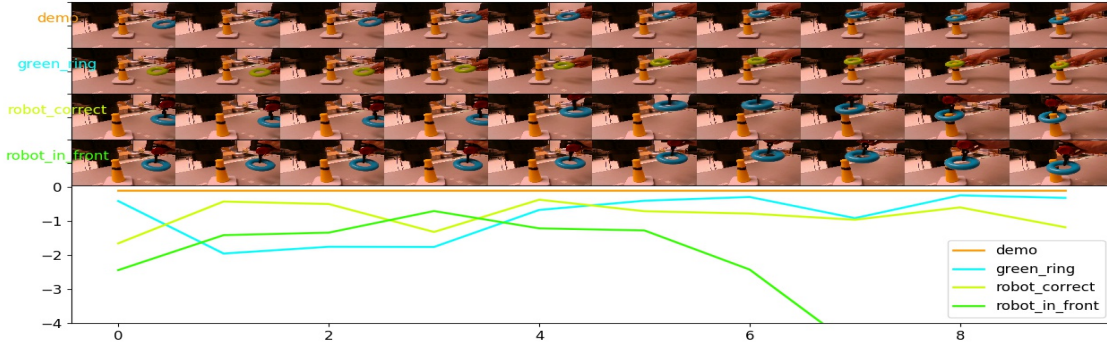 demo
green_ring
robot_correct
robot_in_front
0
−1
−2
−3
−4
0
2
4
6
8
demo
green_ring
robot_correct
robot_in_front